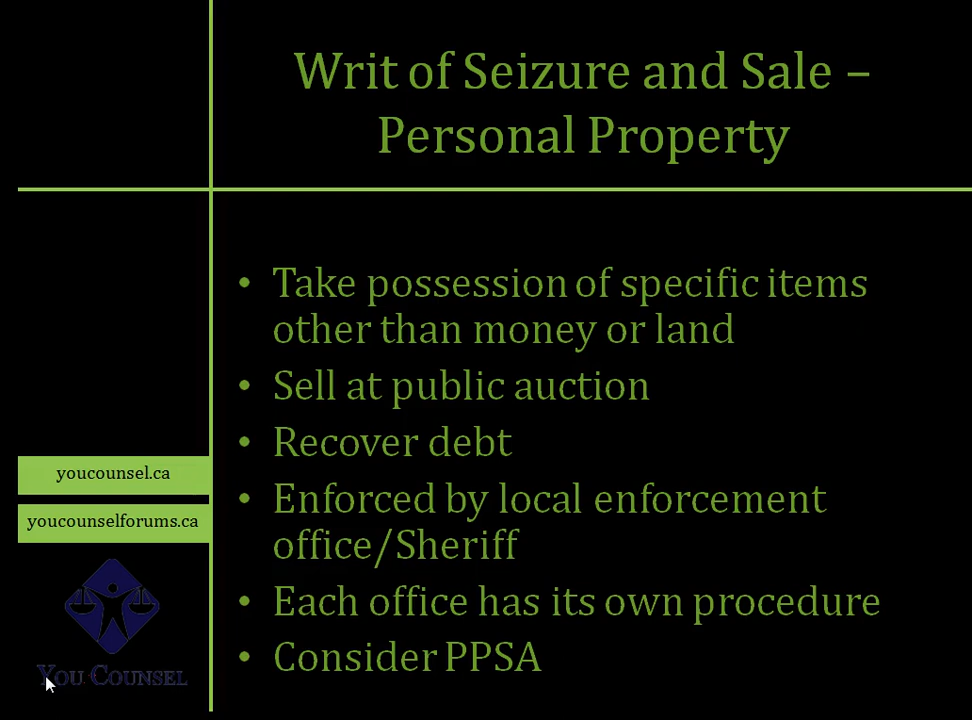 Writ of Seizure and Sale –
Personal Property
• Take possession of specific items
other than money or land
• Sell at public auction
• Recover debt
• Enforced by local enforcement
office/Sheriff
• Each office has its own procedure
• Consider PPSA
youcounsel.ca
youcounselforums.ca
YOU COUNSEL